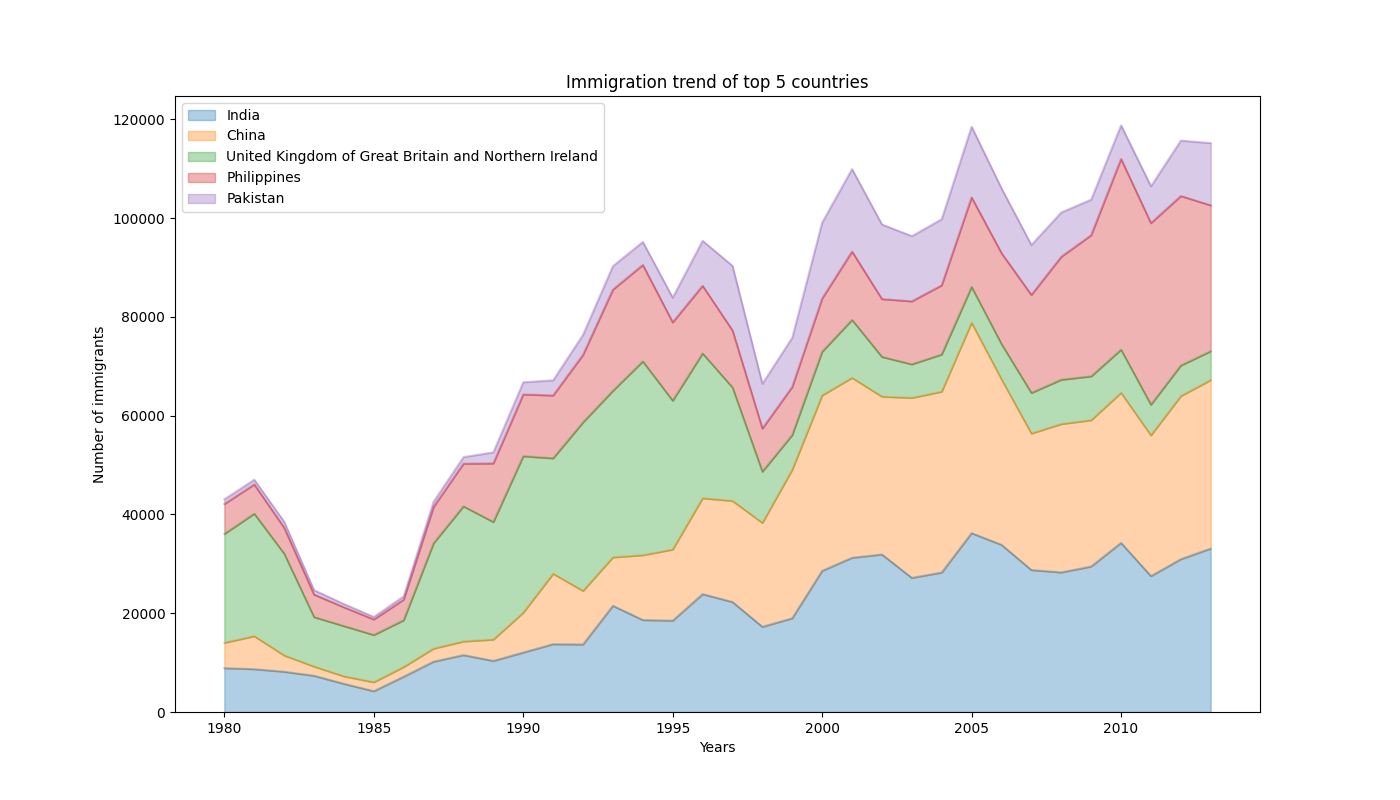 Immigration trend of top 5 countries
India
China
United Kingdom of Great Britain and Northern Ireland
Philippines
Pakistan
Number of immigrants
120000
100000
80000
60000
40000
20000
0
1980 1985 1990 1995 2000 2005 2010
Years